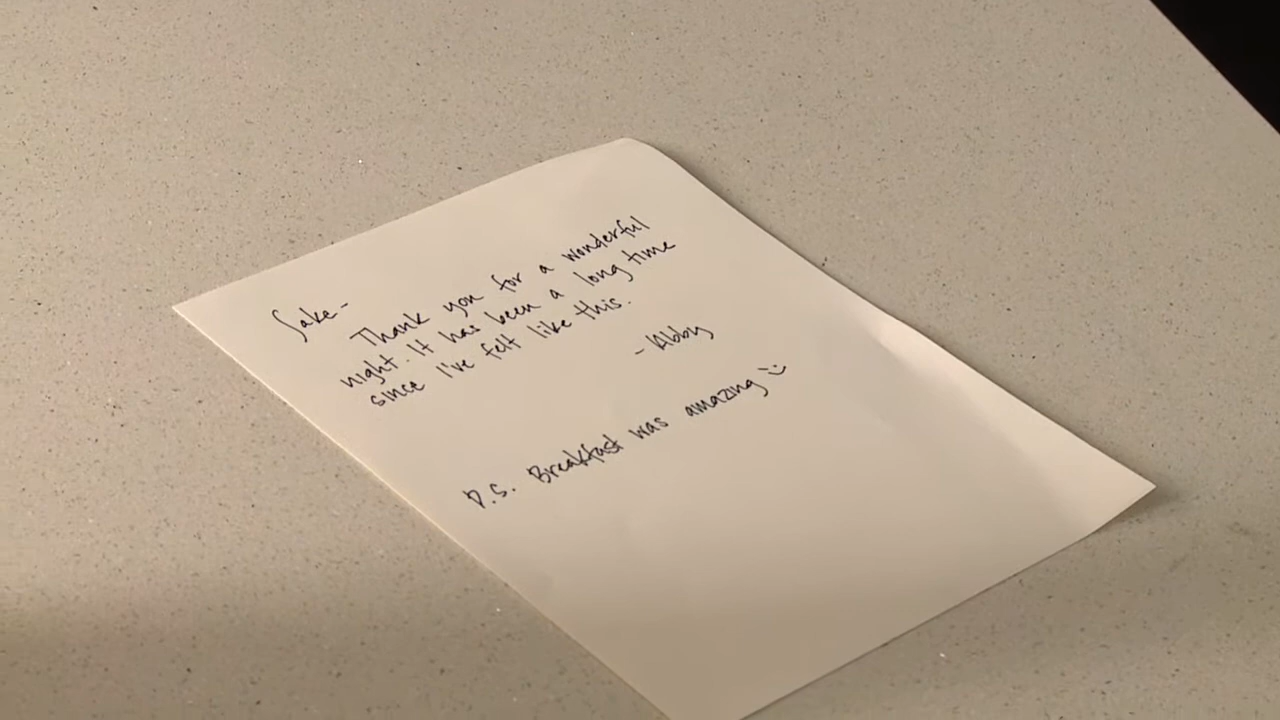 Jake-
Thank you for a wonderful
night. It has been a long time
since I've felt like this.
- Abby
P.S. Breakfast was amazing :)